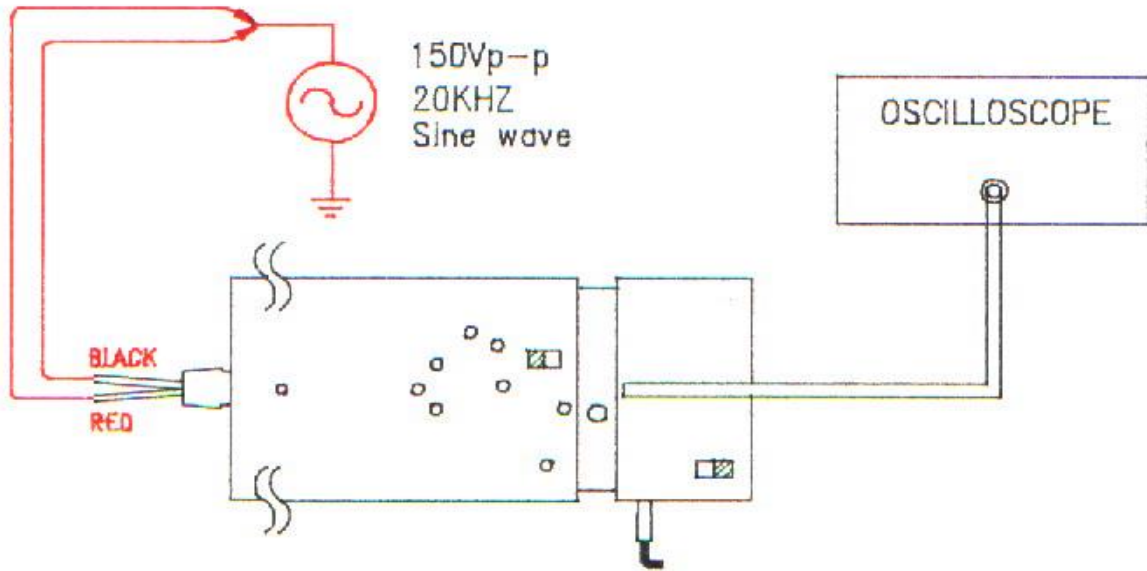 150Vp-p
20KHZ
Sine wave
OSCILLOSCOPE
BLACK
RED